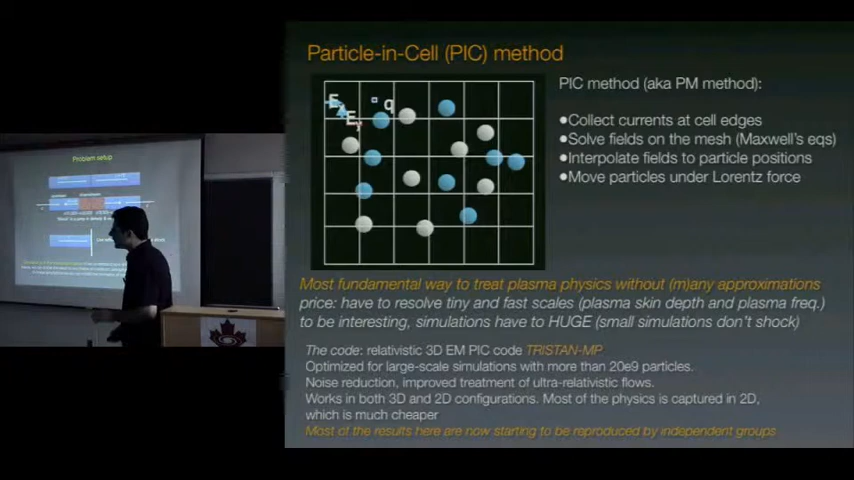 Particle-in-Cell (PIC) method
E
q
E
y
PIC method (aka PM method):
●Collect currents at cell edges
●Solve fields on the mesh (Maxwell's eqs)
●Interpolate fields to particle positions
●Move particles under Lorentz force
Most fundamental way to treat plasma physics without (m)any approximations
price: have to resolve tiny and fast scales (plasma skin depth and plasma freq.)
to be interesting, simulations have to HUGE (small simulations don't shock)
The code: relativistic 3D EM PIC code TRISTAN-MP
Optimized for large-scale simulations with more than 20e9 particles.
Noise reduction, improved treatment of ultra-relativistic flows.
Works in both 3D and 2D configurations. Most of the physics is captured in 2D,
which is much cheaper
Most of the results here are now starting to be reproduced by independent groups
Problem setup